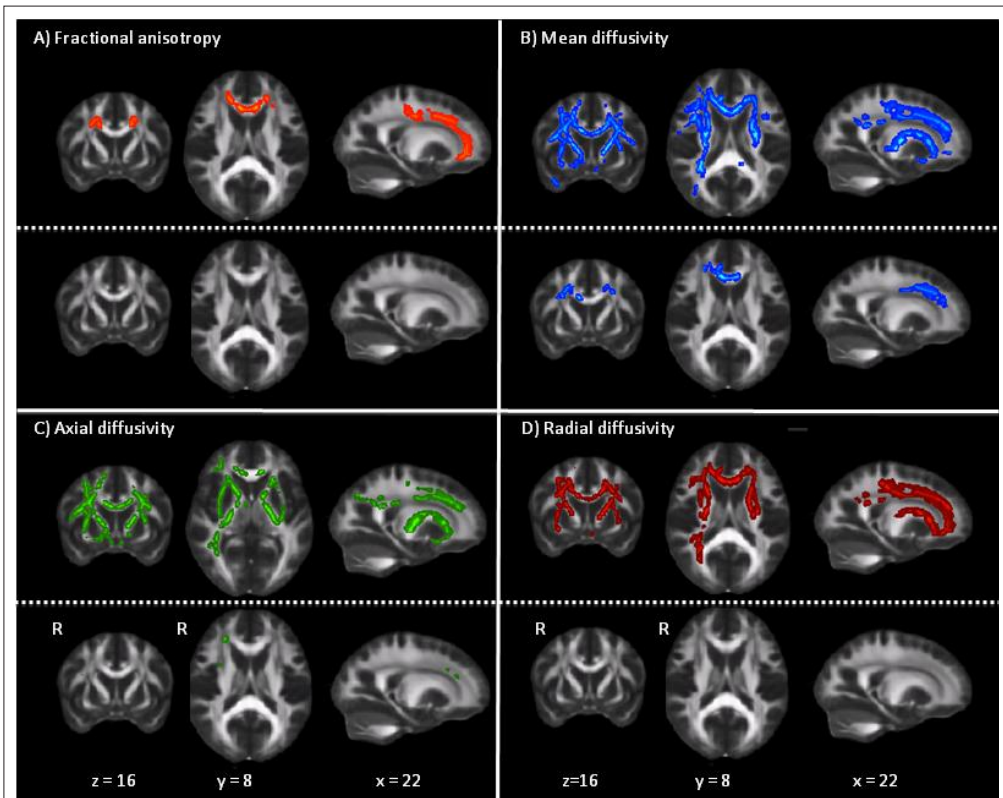 A) Fractional anisotropy
B) Mean diffusivity
C) Axial diffusivity
D) Radial diffusivity
R R R R
z = 16 y = 8 x = 22 z=16 y = 8 x = 22